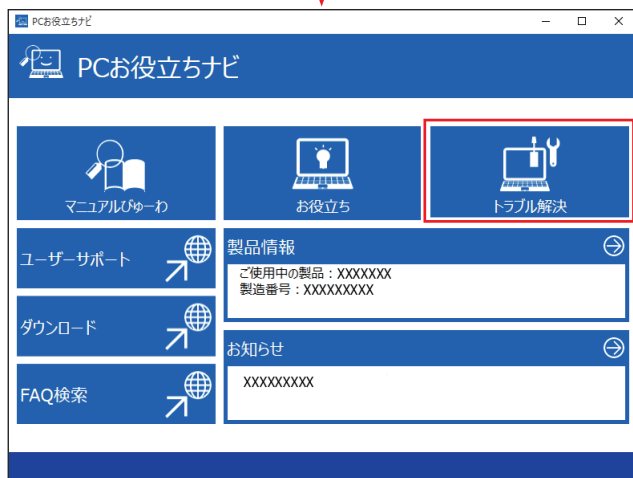 PCお役立ちナビ
PCお役立ちナビ
マニュアルびゅーわ
お役立ち
トラブル解決
ユーザーサポート
製品情報
ご使用中の製品：XXXXXXX
製造番号：XXXXXXXXX
ダウンロード
お知らせ
XXXXXXXXX
FAQ検索